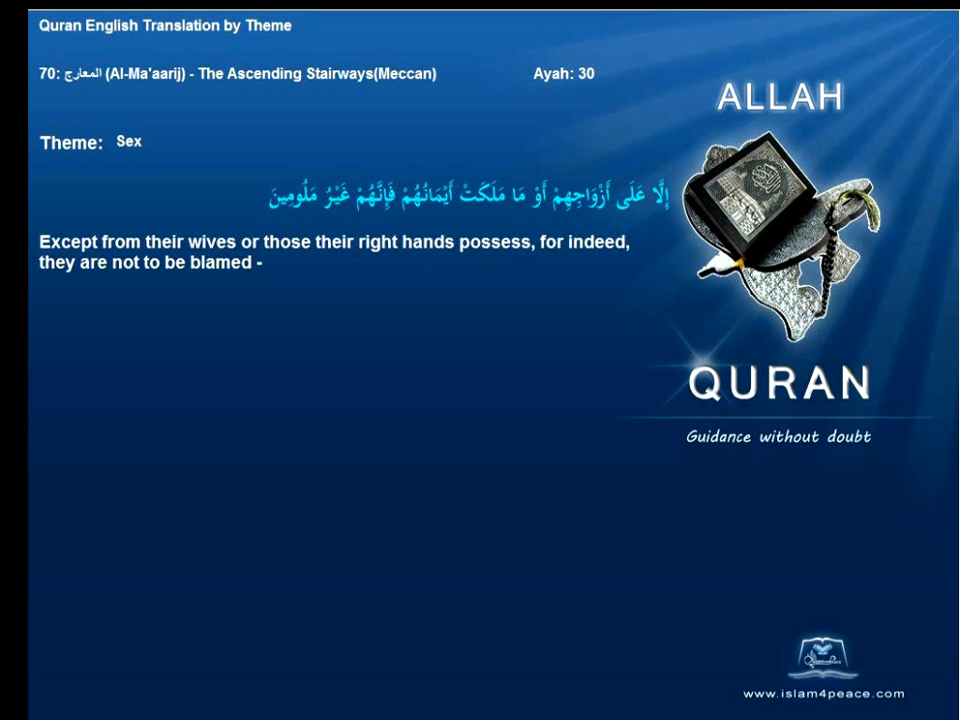 Quran English Translation by Theme
70: المعارج (Al-Ma'aarij) - The Ascending Stairways(Meccan) Ayah: 30
ALLAH
Theme: Sex
إِلَّا عَلَى أَزْوَاجِهِمْ أَوْ مَا مَلَكَتْ أَيْمَانُهُمْ فَإِنَّهُمْ غَيْرُ مَلُومِينَ
Except from their wives or those their right hands possess, for indeed,
they are not to be blamed -
QURAN
Guidance without doubt
www.islam4peace.com